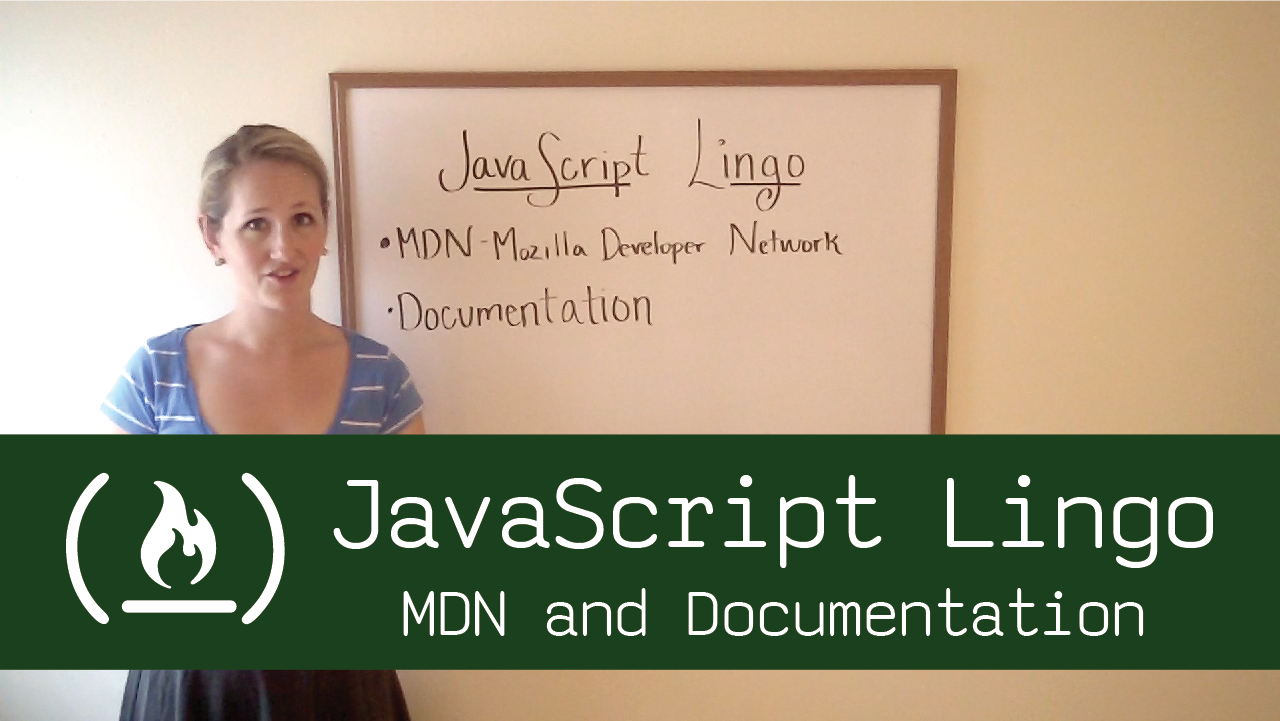 JavaScript Lingo
• MDN - Mozilla Developer Network
• Documentation
JavaScript Lingo
MDN and Documentation